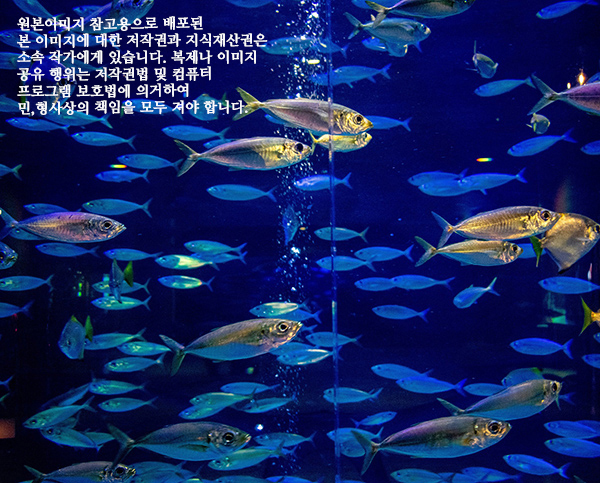 원본이미지 참고용으로 배포된
본 이미지에 대한 저작권과 지식재산권은
소속 작가에게 있습니다. 복제나 이미지
공유 행위는 저작권법 및 컴퓨터
프로그램 보호법에 의거하여
민,형사상의 책임을 모두 져야 합니다.